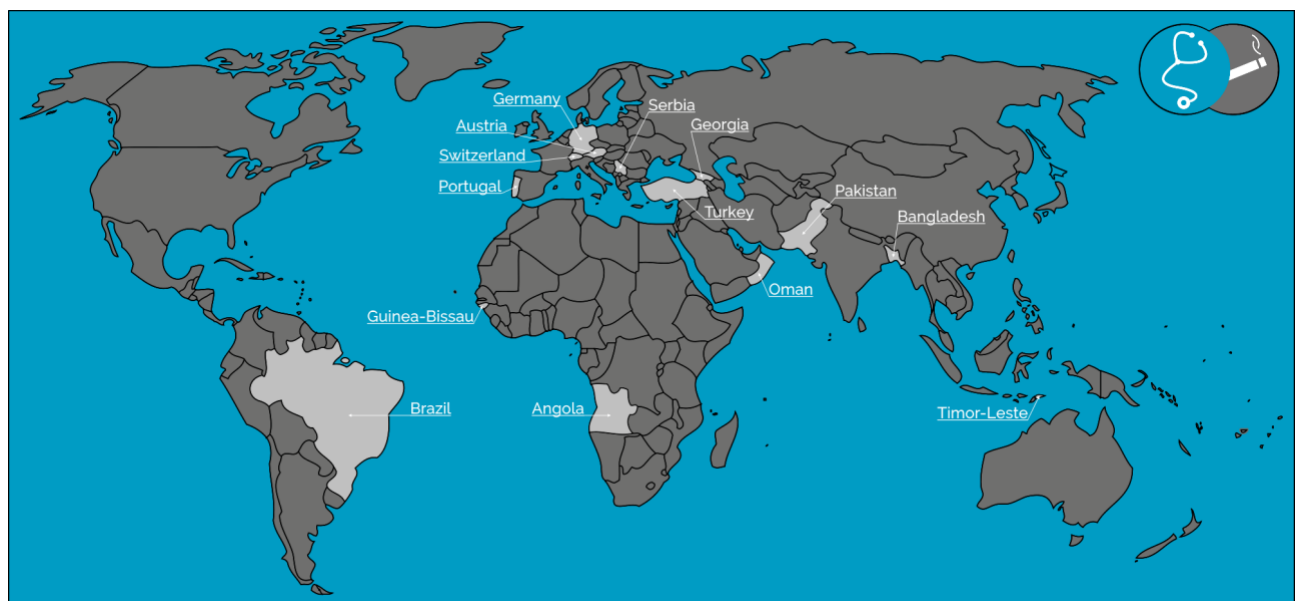 Germany
Serbia
Austria
Georgia
Switzerland
Portugal
Pakistan
Turkey
Bangladesh
Oman
Guinea-Bissau
Brazil
Angola
Timor-Leste